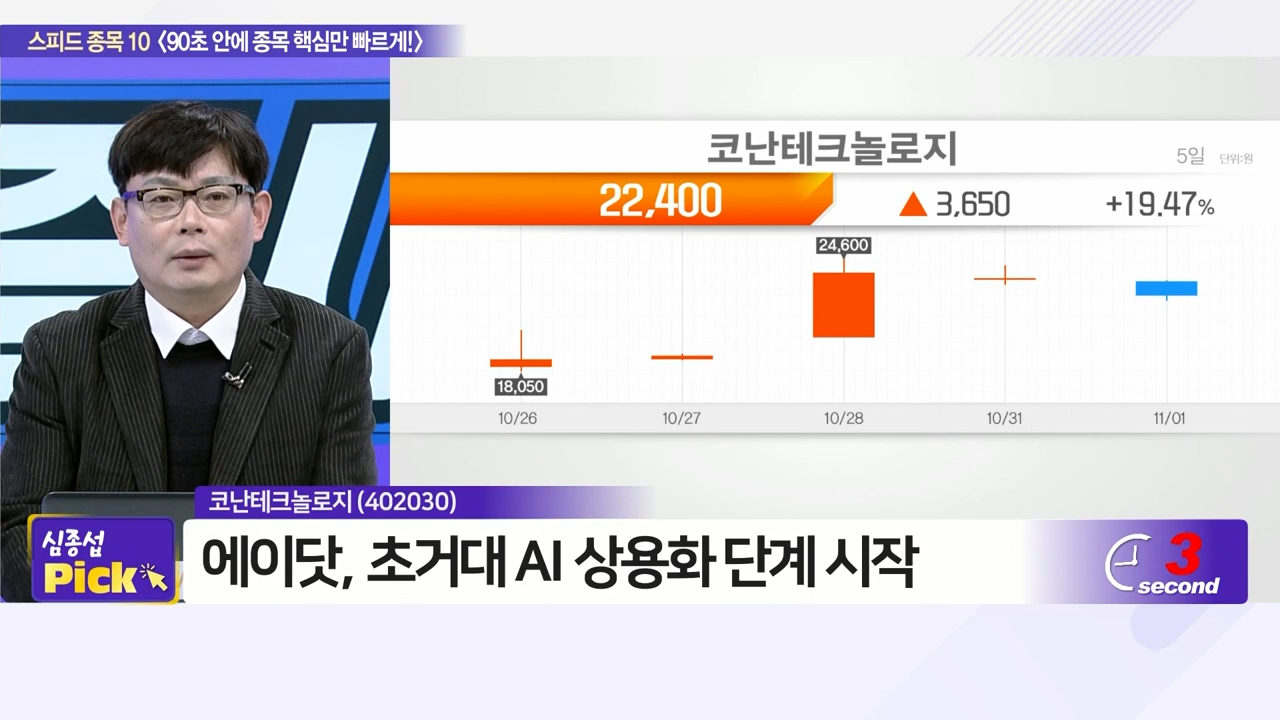 스피드 종목 10 <90초 안에 종목 핵심만 빠르게!>
코난테크놀로지
5일 단위:원
22,400 ▲ 3,650 +19.47%
24,600
18,050
10/26 10/27 10/28 10/31 11/01
코난테크놀로지 (402030)
심종섭
Pick
에이닷, 초거대 AI 상용화 단계 시작
3
second